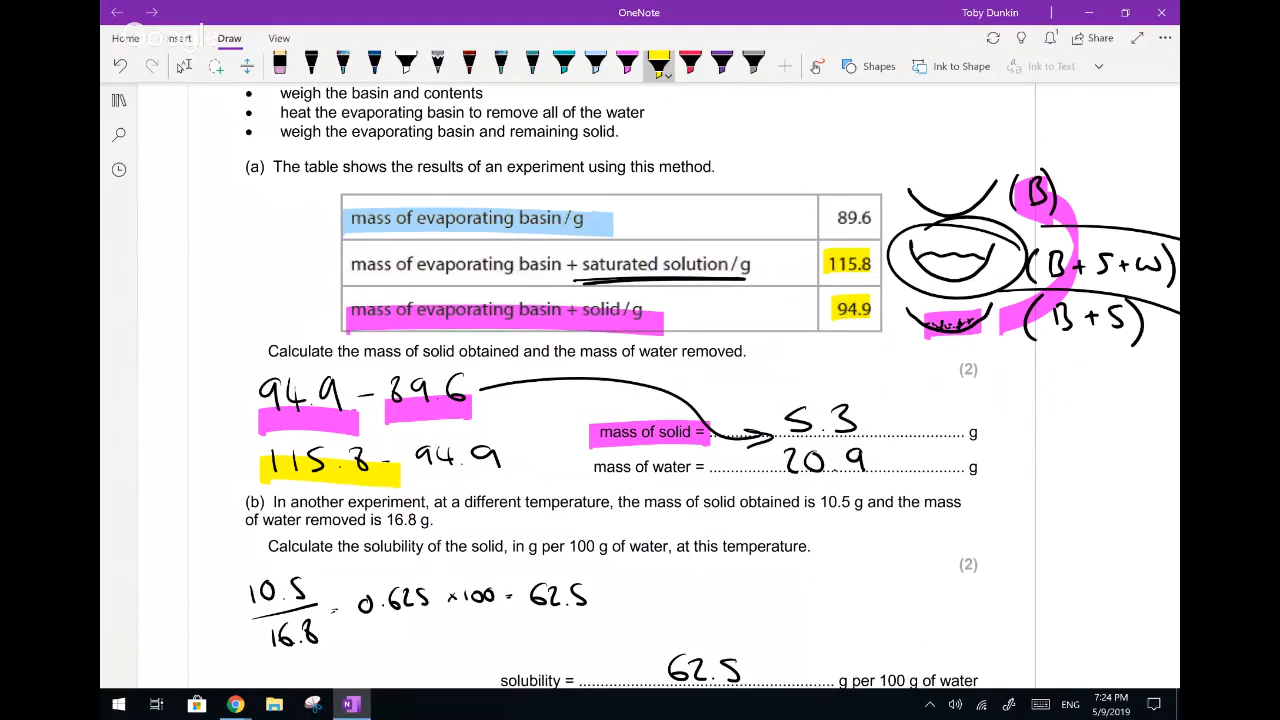 OneNote
Toby Dunkin
Home Insert Draw View
Share
Shapes Ink to Shape Ink to Text
weigh the basin and contents
heat the evaporating basin to remove all of the water
weigh the evaporating basin and remaining solid.
(a) The table shows the results of an experiment using this method.
mass of evaporating basin/g 89.6
mass of evaporating basin + saturated solution/g 115.8
mass of evaporating basin + solid/g 94.9
(B)
(B+S+W)
(B+S)
Calculate the mass of solid obtained and the mass of water removed.
(2)
94.9 - 89.6
mass of solid = 5.3 g
115.8 - 94.9
mass of water = 20.9 g
(b) In another experiment, at a different temperature, the mass of solid obtained is 10.5 g and the mass
of water removed is 16.8 g.
Calculate the solubility of the solid, in g per 100 g of water, at this temperature.
(2)
10.5
16.8
= 0.625 ×100 = 62.5
solubility = 62.5 g per 100 g of water
ENG
7:24 PM
5/9/2019